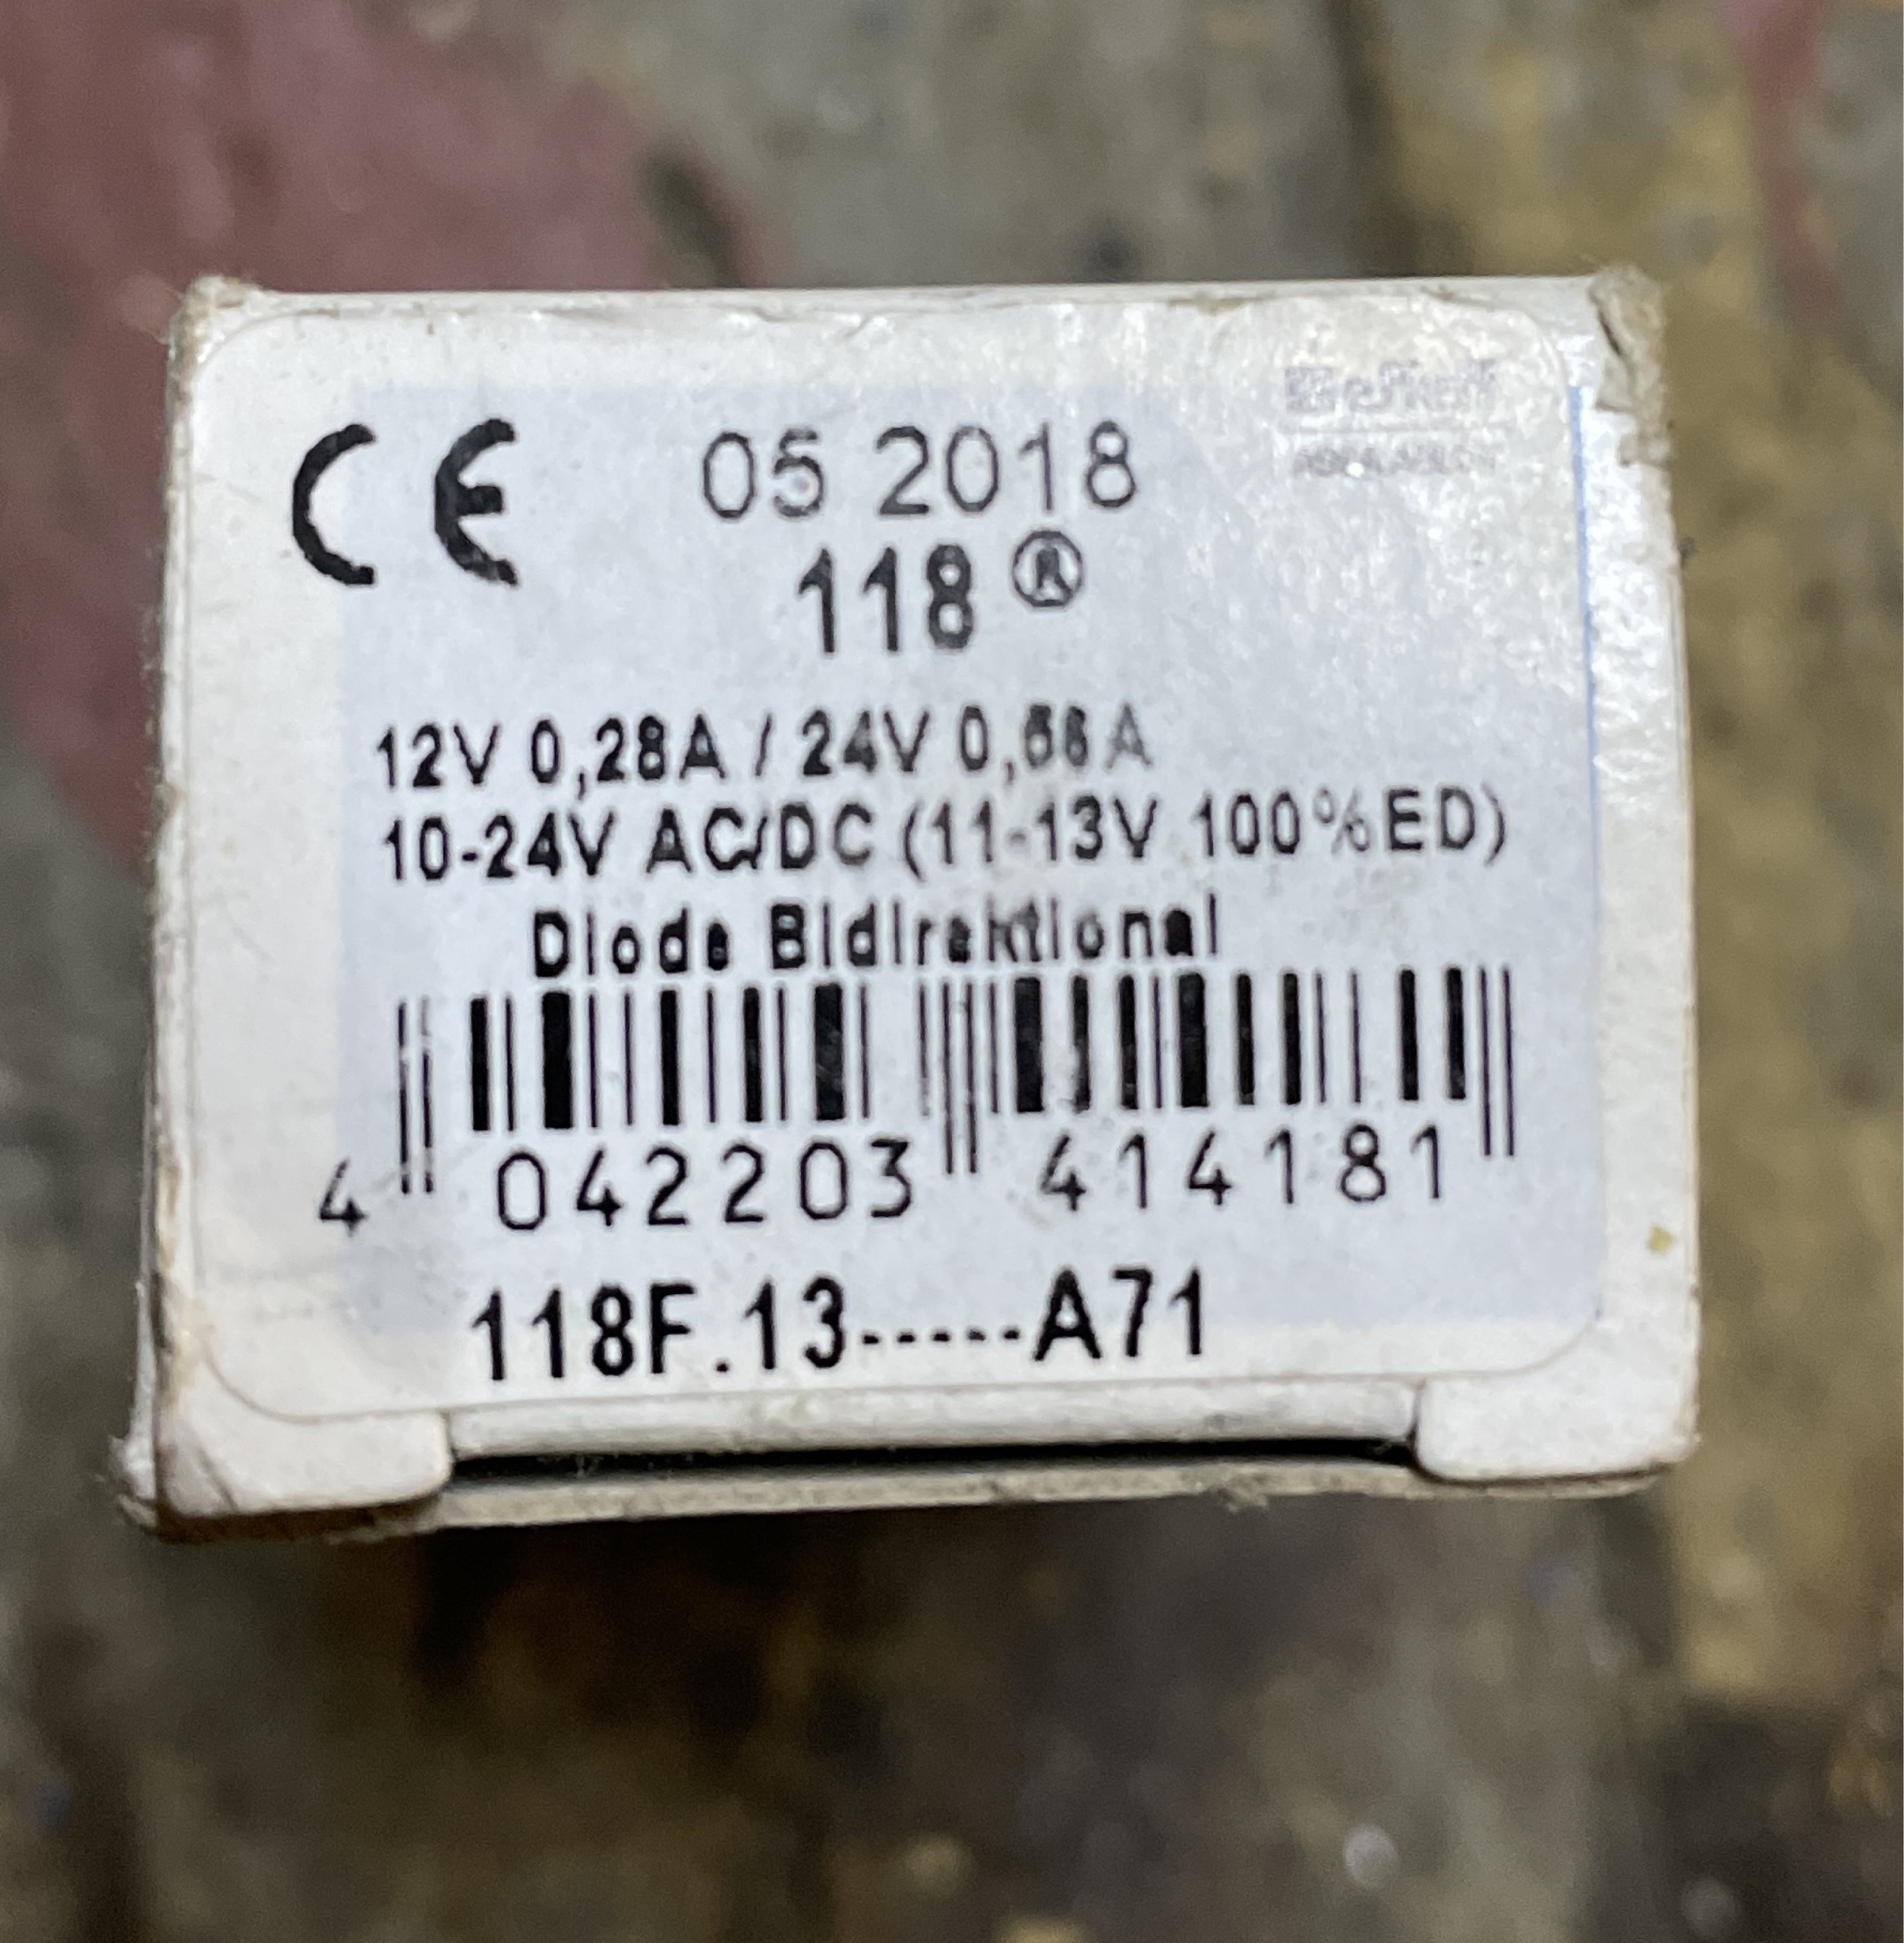 CE
05 2018
118 ®
12V 0,28A / 24V 0,56A
10-24V AC/DC (11-13V 100%ED)
Diode Bidirektional
4 042203 414181
118F.13-----A71